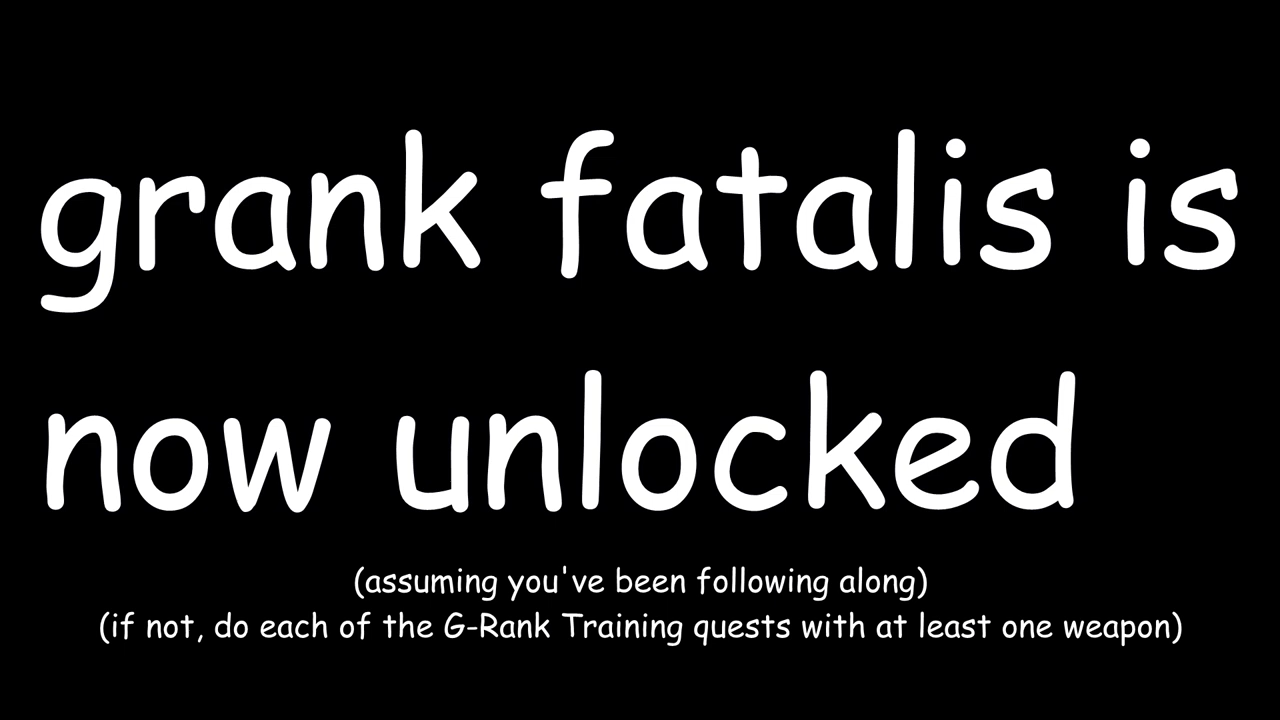 grank fatalis is
now unlocked
(assuming you've been following along)
(if not, do each of the G-Rank Training quests with at least one weapon)